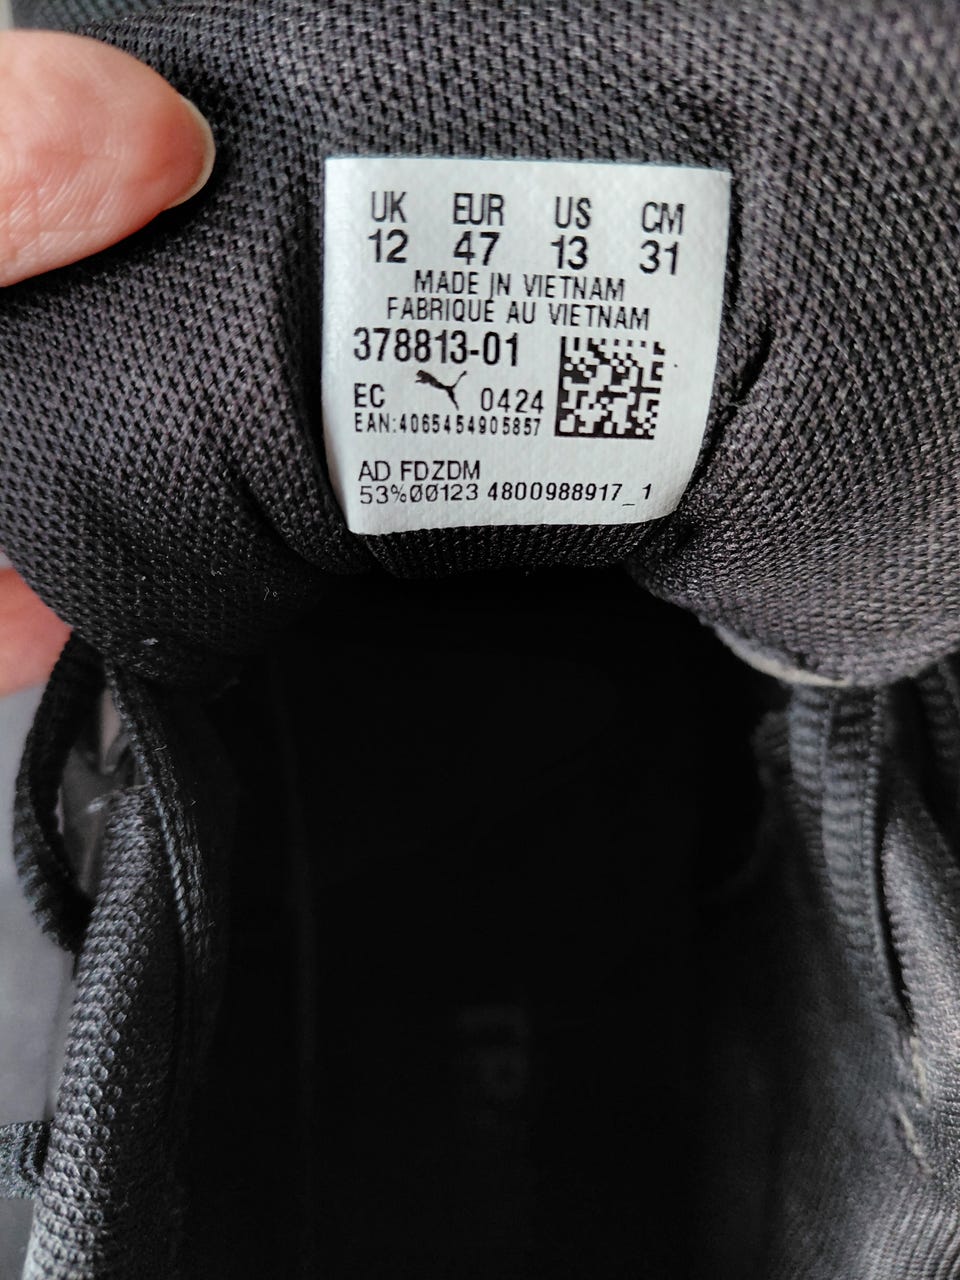 UK EUR US CM
12 47 13 31
MADE IN VIETNAM
FABRIQUE AU VIETNAM
378813-01
EC 0424
EAN:4065454905857
AD FDZDM
53%00123 4800988917_1